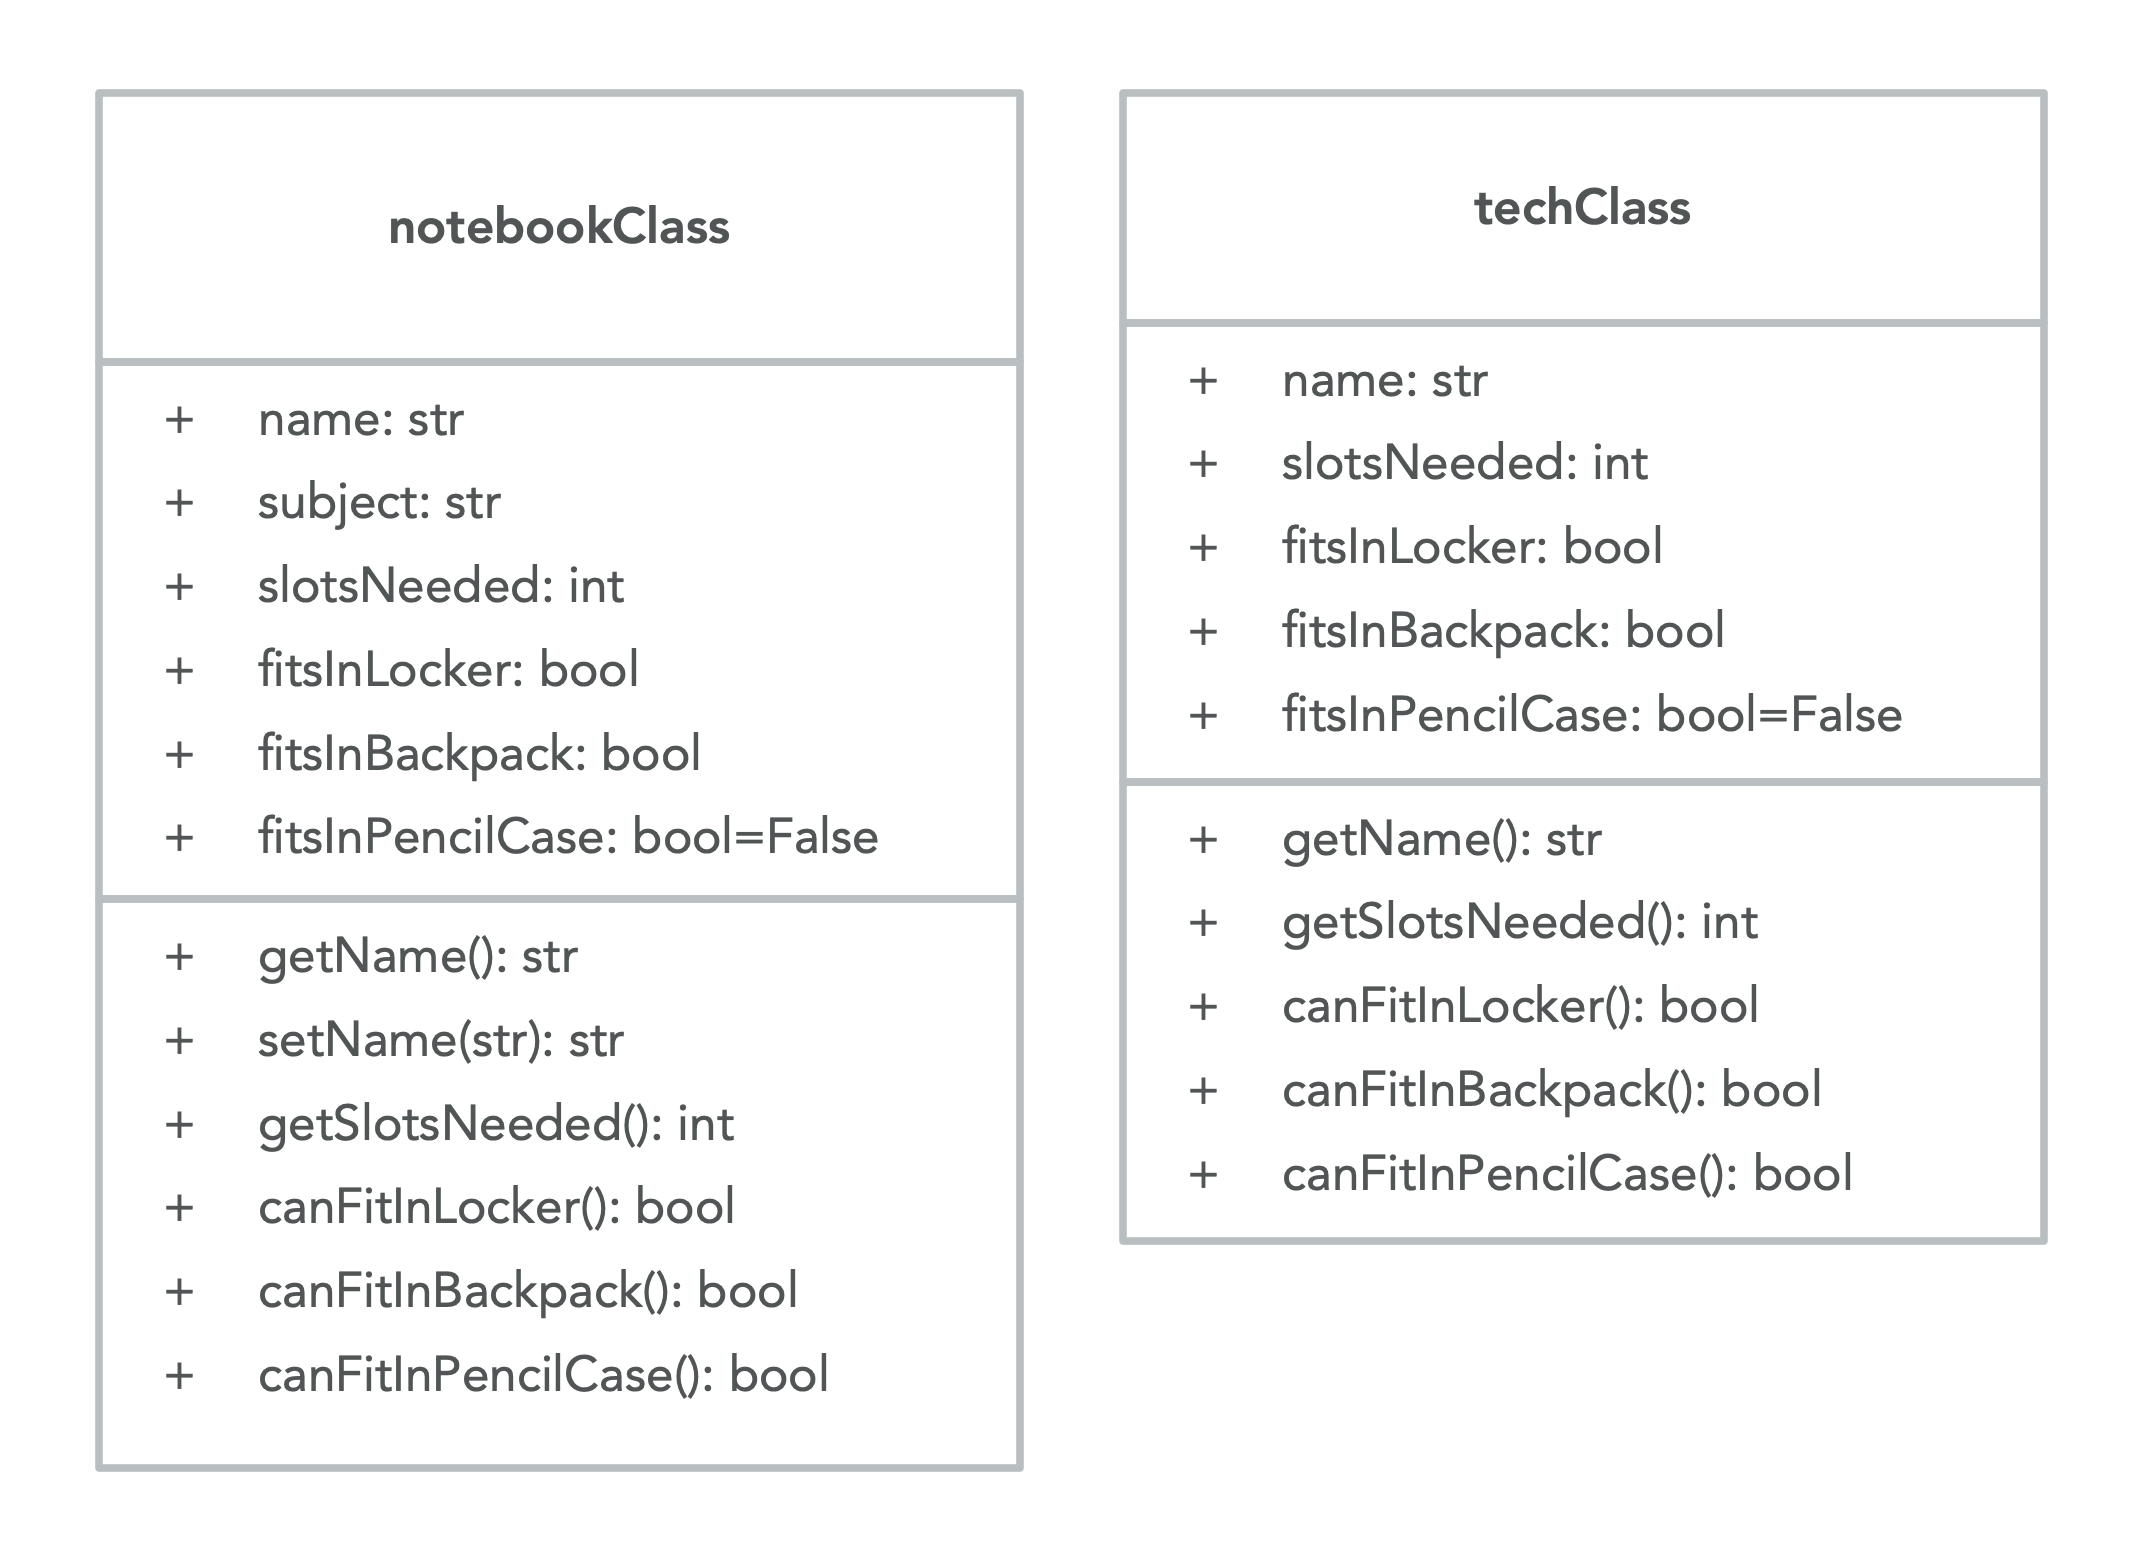 notebookClass
+ name: str
+ subject: str
+ slotsNeeded: int
+ fitsInLocker: bool
+ fitsInBackpack: bool
+ fitsInPencilCase: bool=False
+ getName(): str
+ setName(str): str
+ getSlotsNeeded(): int
+ canFitInLocker(): bool
+ canFitInBackpack(): bool
+ canFitInPencilCase(): bool
techClass
+ name: str
+ slotsNeeded: int
+ fitsInLocker: bool
+ fitsInBackpack: bool
+ fitsInPencilCase: bool=False
+ getName(): str
+ getSlotsNeeded(): int
+ canFitInLocker(): bool
+ canFitInBackpack(): bool
+ canFitInPencilCase(): bool